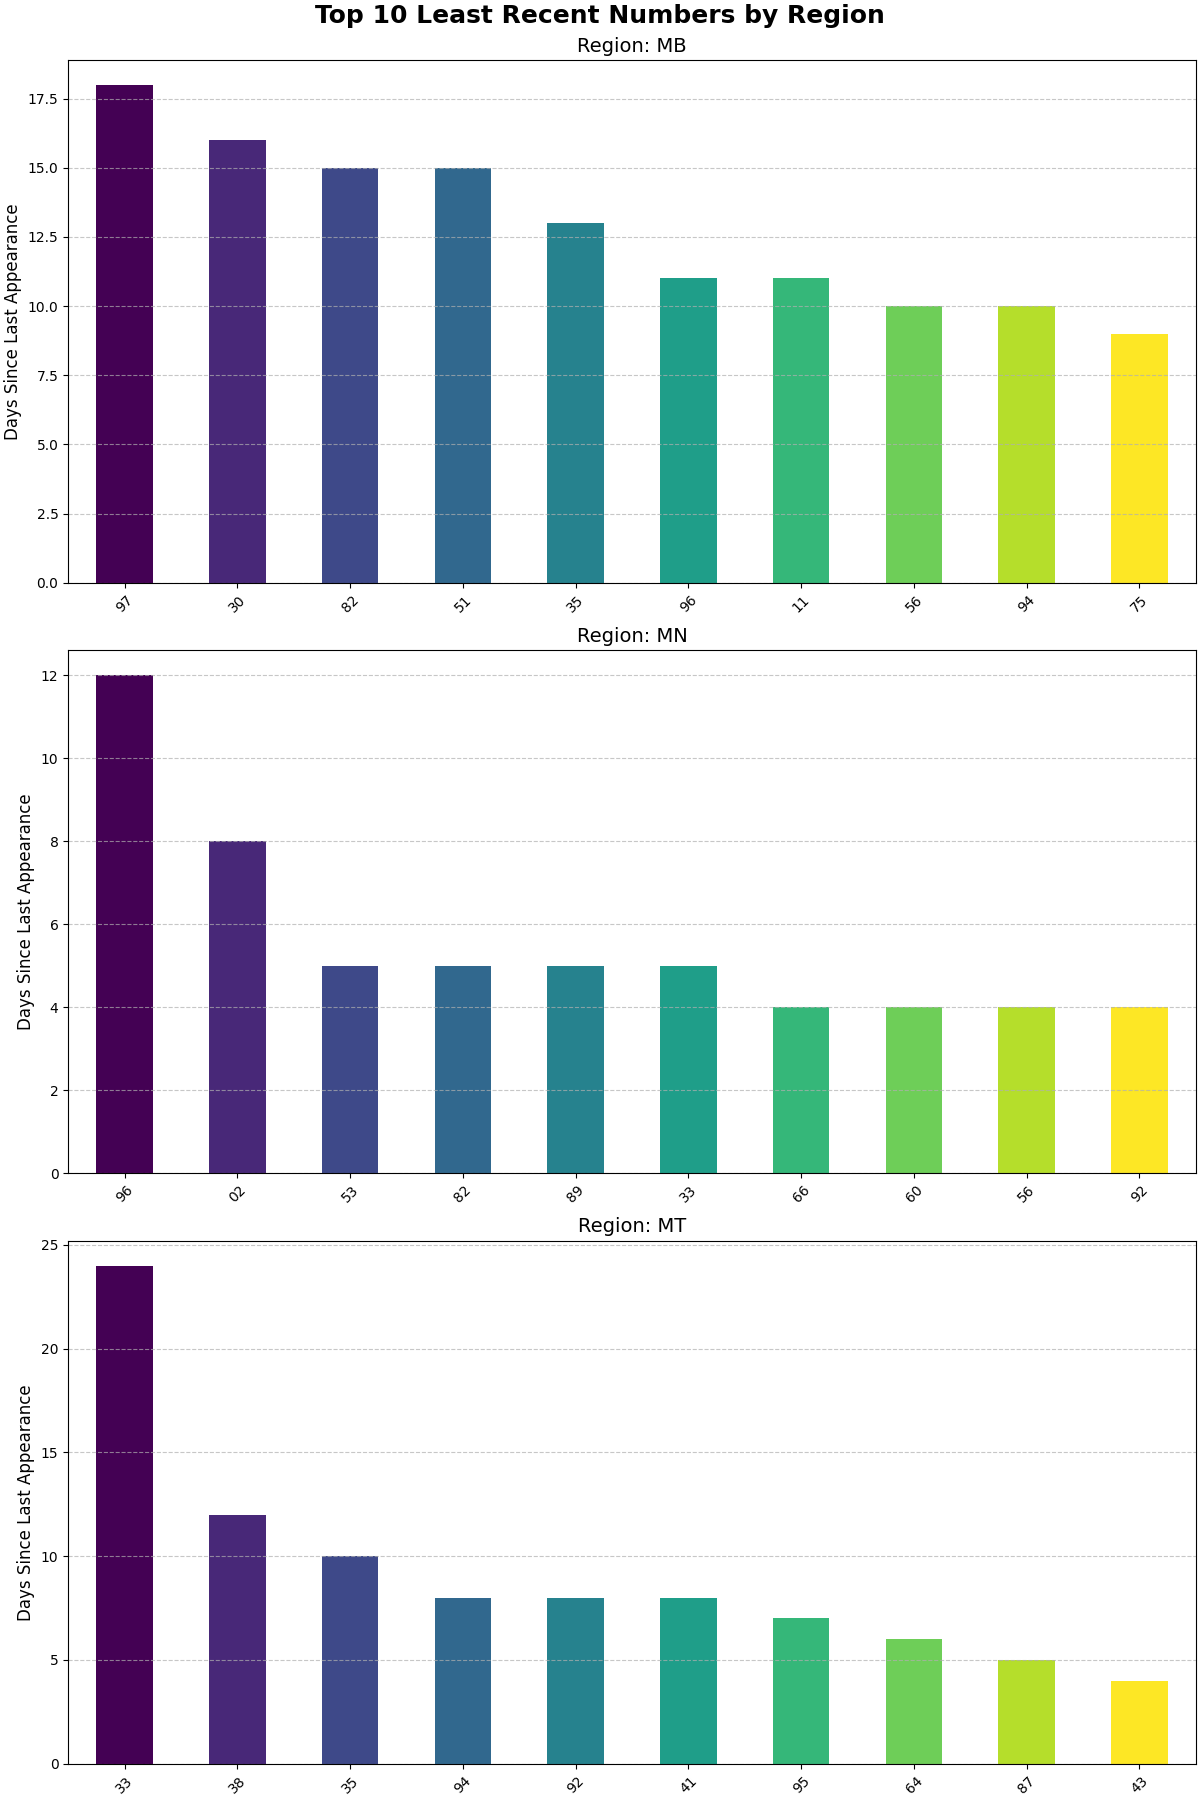 Top 10 Least Recent Numbers by Region
Region: MB
Days Since Last Appearance
17.5
15.0
12.5
10.0
7.5
5.0
2.5
0.0
97 30 82 51 35 96 11 56 94 75
Region: MN
Days Since Last Appearance
12
10
8
6
4
2
0
96 02 53 82 89 33 66 60 56 92
Region: MT
Days Since Last Appearance
25
20
15
10
5
0
33 38 35 94 92 41 95 64 87 43